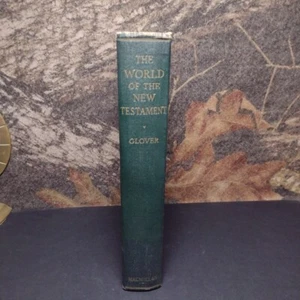 THE
WORLD
OF THE
NEW
TESTAMENT
GLOVER